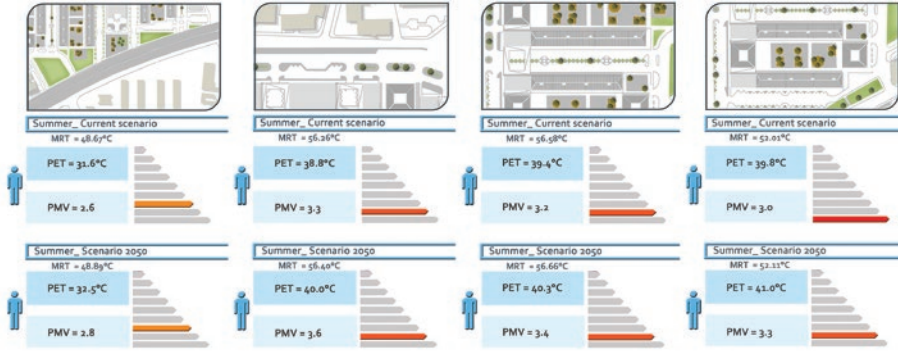 Summer_ Current scenario
MRT = 48.67°C
PET = 31.6°C
PMV = 2.6
Summer_ Current scenario
MRT = 56.26°C
PET = 38.8°C
PMV = 3.3
Summer_ Current scenario
MRT = 56.58°C
PET = 39.4°C
PMV = 3.2
Summer_ Current scenario
MRT = 52.01°C
PET = 39.8°C
PMV = 3.0
Summer_ Scenario 2050
MRT = 48.89°C
PET = 32.5°C
PMV = 2.8
Summer_ Scenario 2050
MRT = 56.40°C
PET = 40.0°C
PMV = 3.6
Summer_ Scenario 2050
MRT = 56.66°C
PET = 40.3°C
PMV = 3.4
Summer_ Scenario 2050
MRT = 52.11°C
PET = 41.0°C
PMV = 3.3